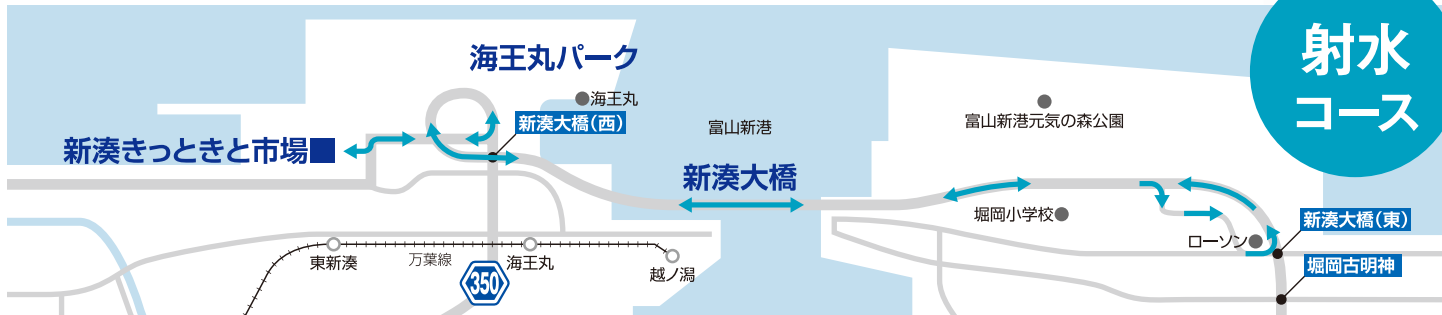 射水
コース
海王丸パーク
海王丸
新湊大橋(西)
富山新港
富山新港元気の森公園
新湊きっときと市場
新湊大橋
堀岡小学校
新湊大橋(東)
ローソン
堀岡古明神
東新湊
万葉線
海王丸
越ノ潟
350